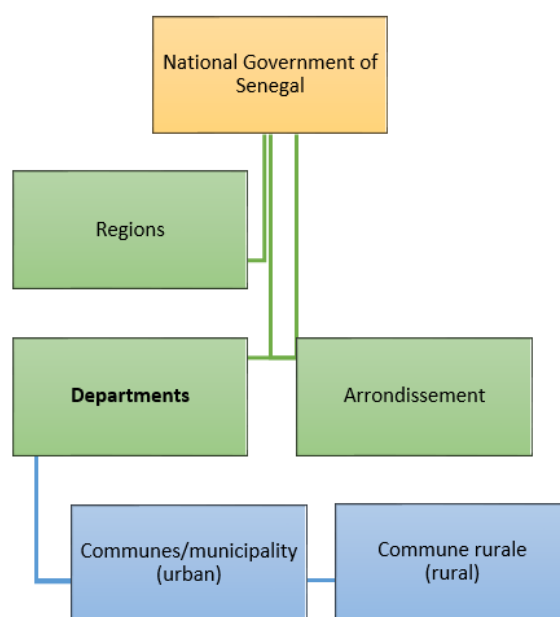 National Government of
Senegal
Regions
Departments
Arrondissement
Communes/municipality
(urban)
Commune rurale
(rural)